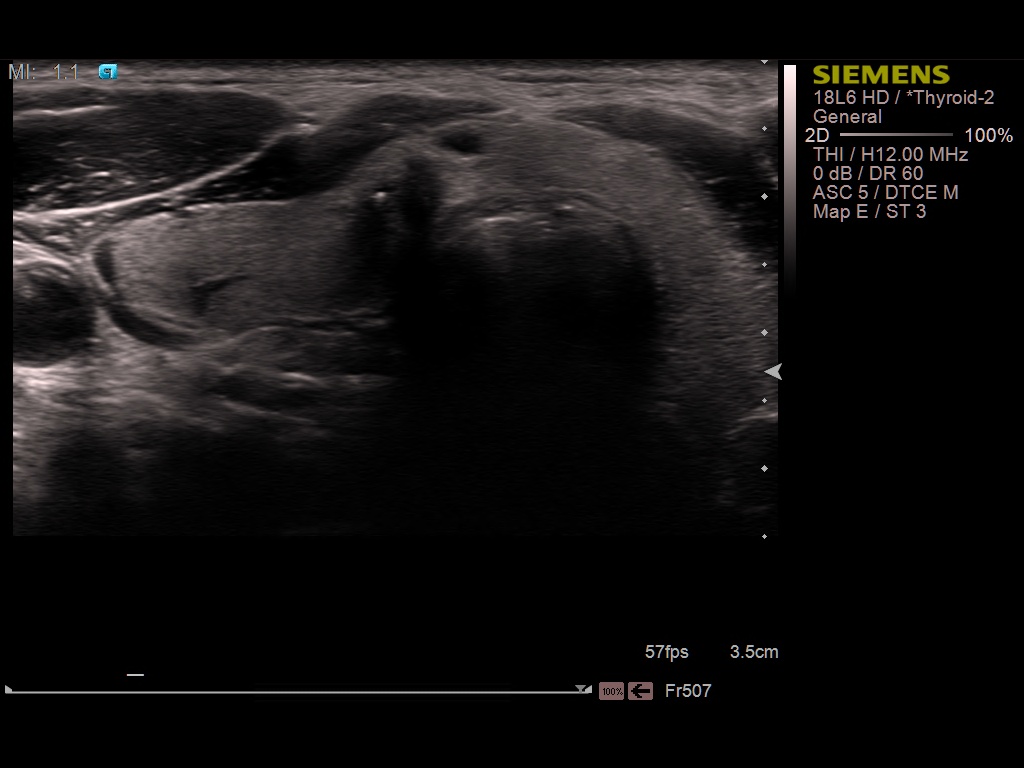 MI: 1.1
SIEMENS
18L6 HD / *Thyroid-2
General
2D 100%
THI / H12.00 MHz
0 dB / DR 60
ASC 5 / DTCE M
Map E / ST 3
57fps 3.5cm
100% Fr507